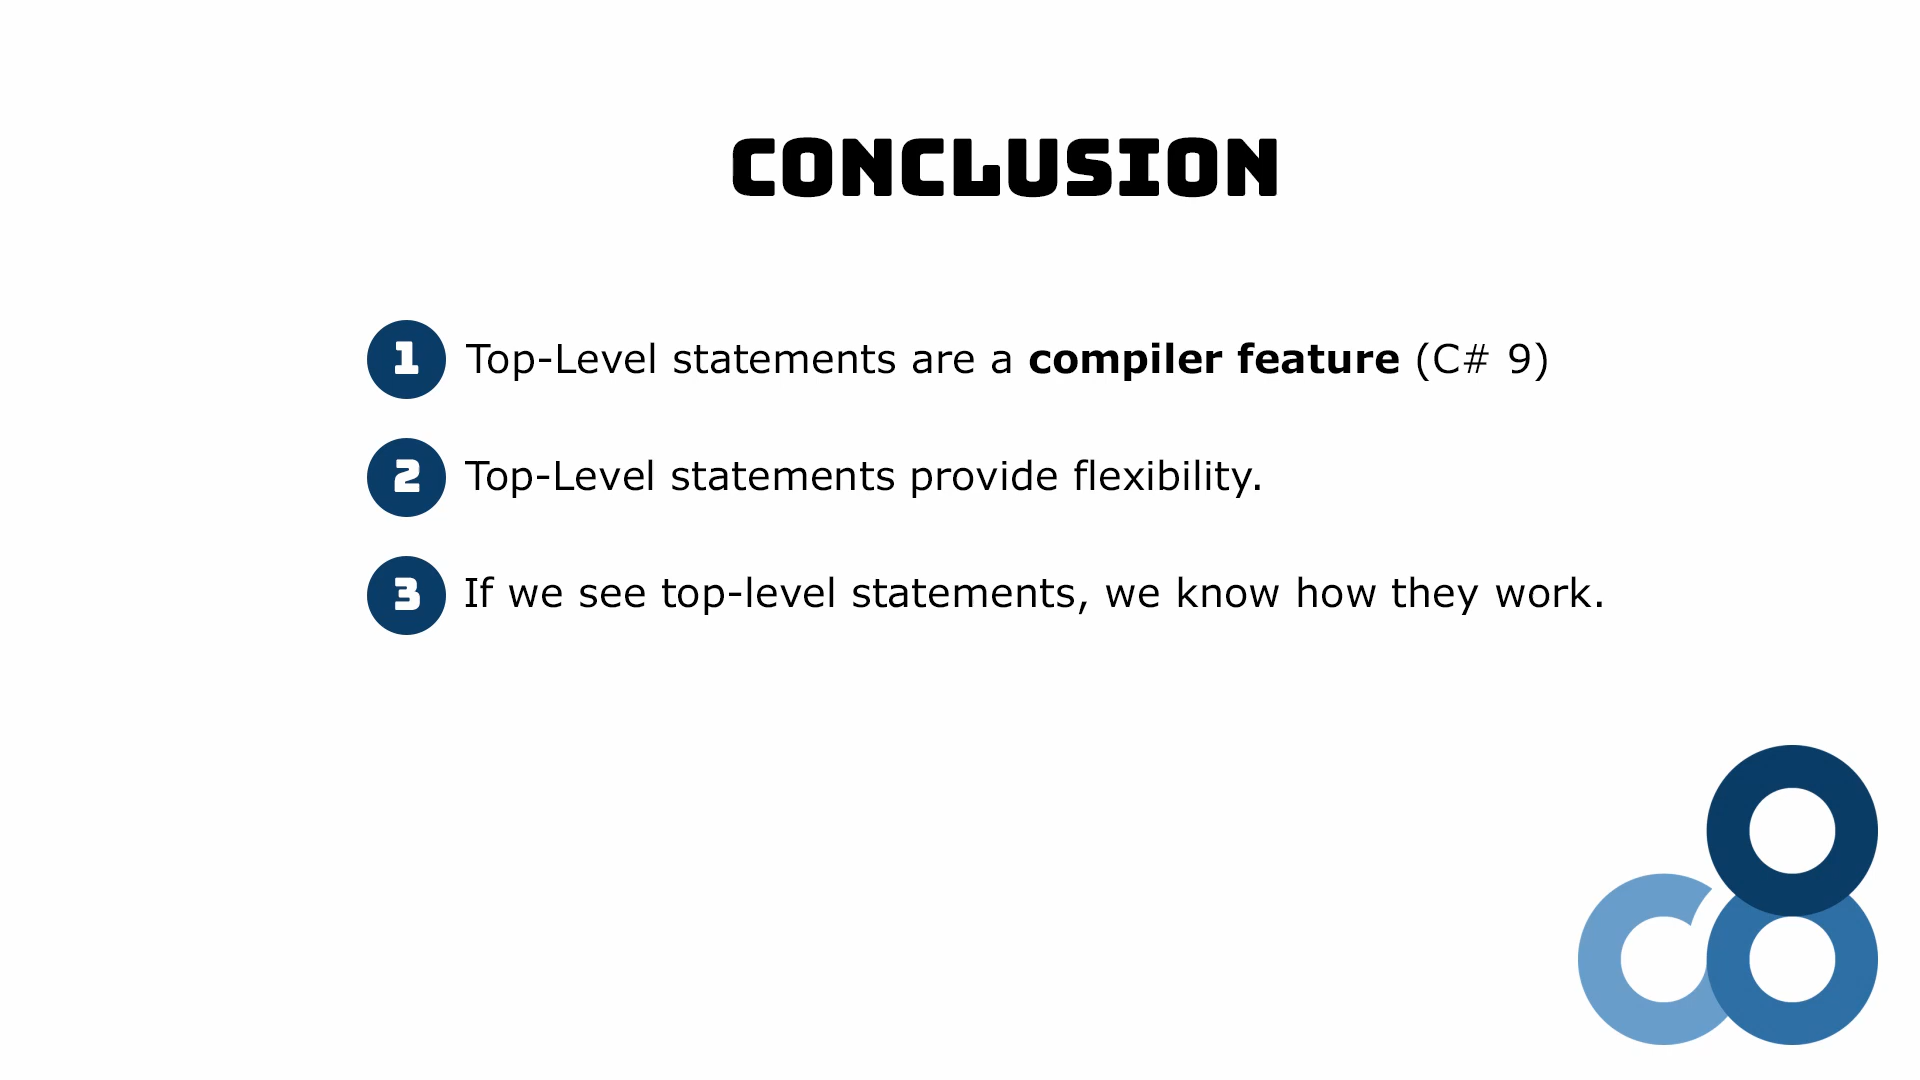 CONCLUSION
1 Top-Level statements are a compiler feature (C# 9)
2 Top-Level statements provide flexibility.
3 If we see top-level statements, we know how they work.